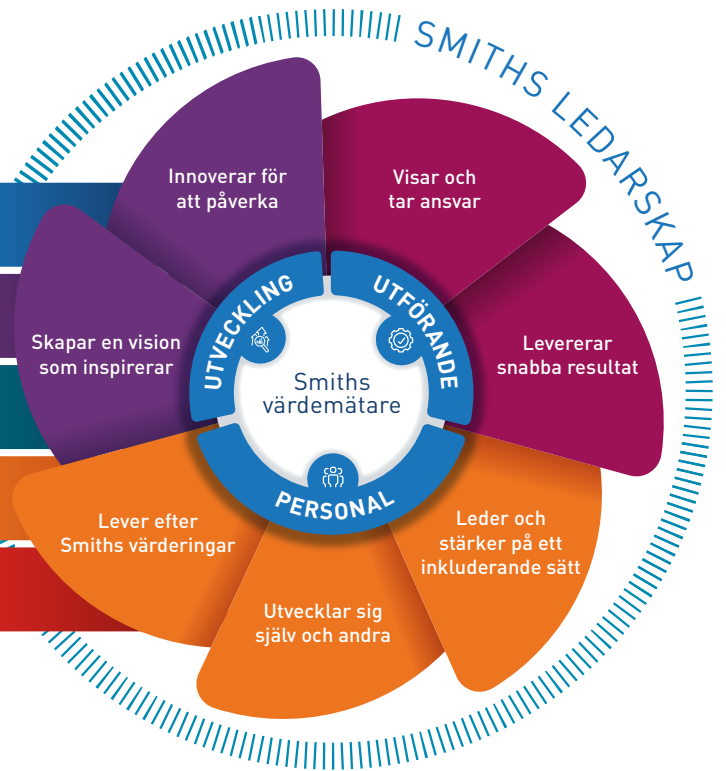 SMITHS LEDARSKAP
Innoverar för
att påverka
Visar och
tar ansvar
Skapar en vision
som inspirerar
Levererar
snabba resultat
UTVECKLING
UTFÖRANDE
Smiths
värdemätare
PERSONAL
Lever efter
Smiths värderingar
Leder och
stärker på ett
inkluderande sätt
Utvecklar sig
själv och andra